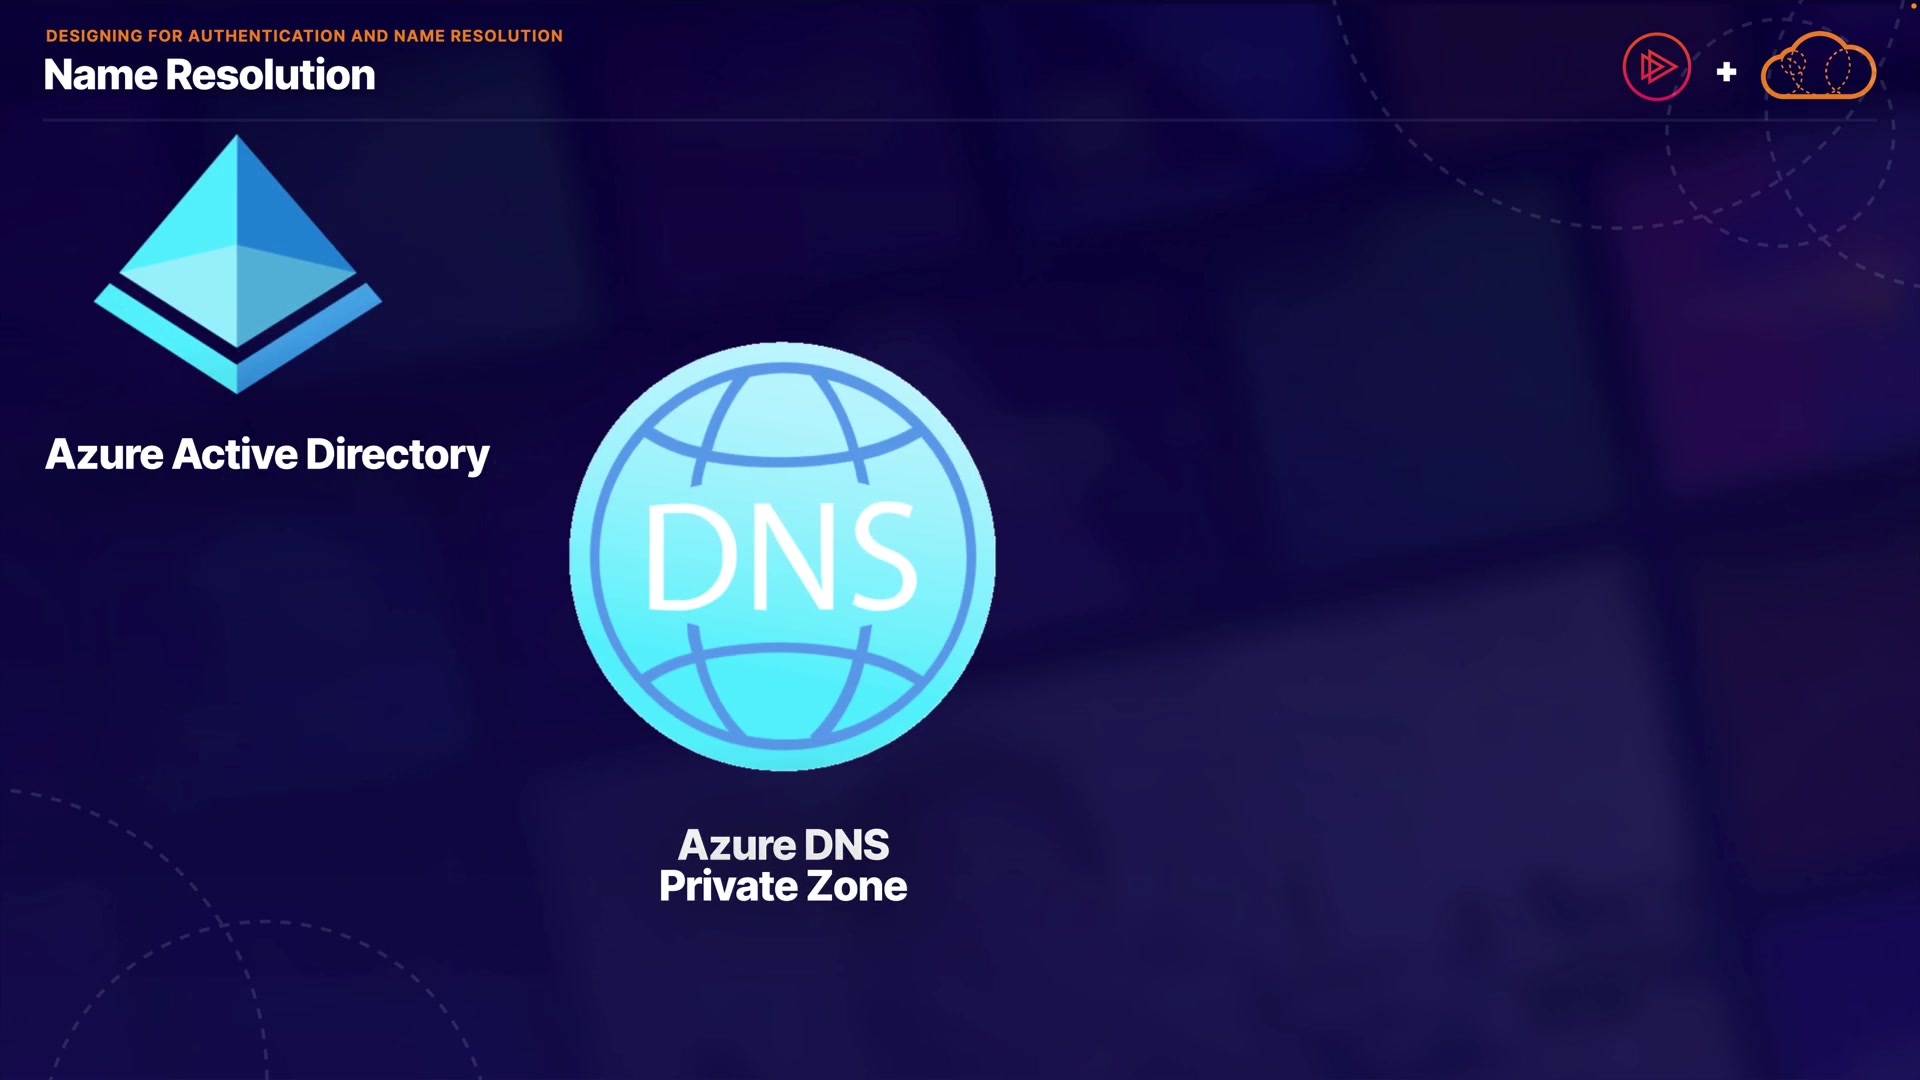 DESIGNING FOR AUTHENTICATION AND NAME RESOLUTION
Name Resolution
+
Azure Active Directory
DNS
Azure DNS
Private Zone